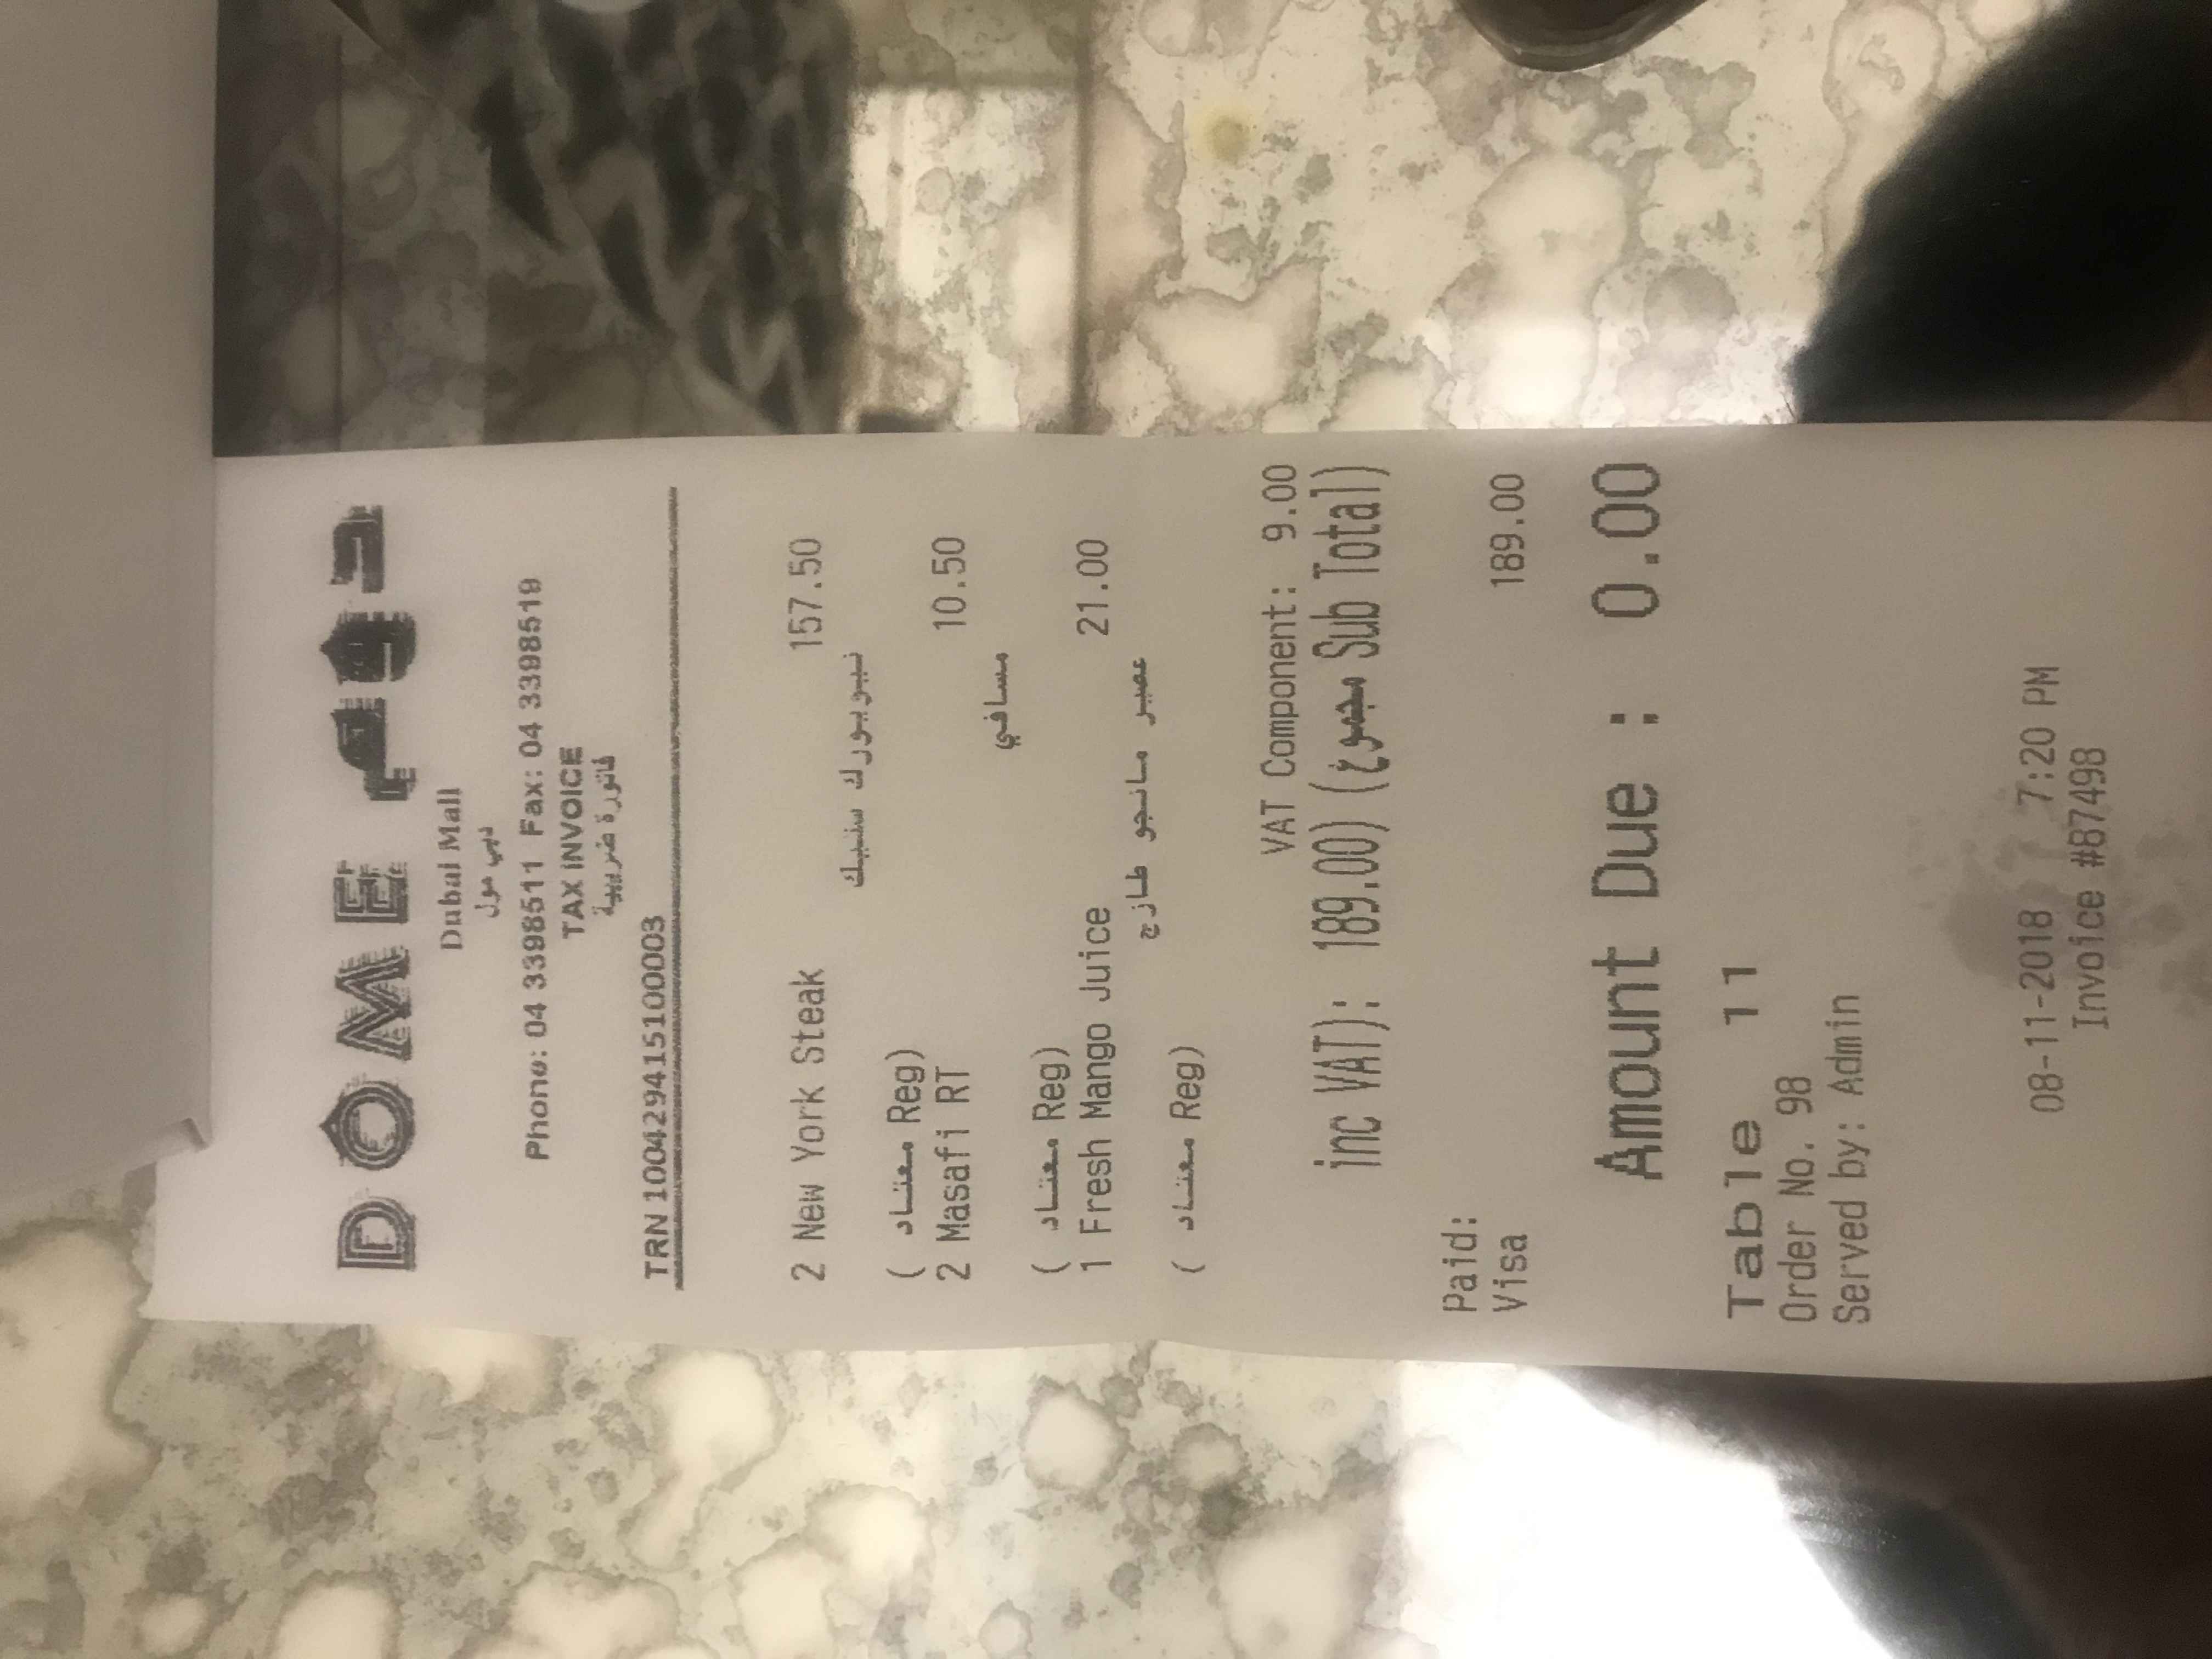 DÔME دوم
Dubai Mall
دبي مول
Phone: 04 3398511 Fax: 04 3398519
TAX INVOICE
فاتورة ضريبية
TRN 100429415100003
2 New York Steak 157.50
نيويورك ستيك
( معتاد Reg)
2 Masafi RT 10.50
مسافي
( معتاد Reg)
1 Fresh Mango Juice 21.00
عصير مانجو طازج
( معتاد Reg)
VAT Component: 9.00
inc VAT): 189.00) (مجموع Sub Total)
Paid:
Visa 189.00
Amount Due : 0.00
Table 11
Order No. 98
Served by: Admin
08-11-2018 7:20 PM
Invoice #87498